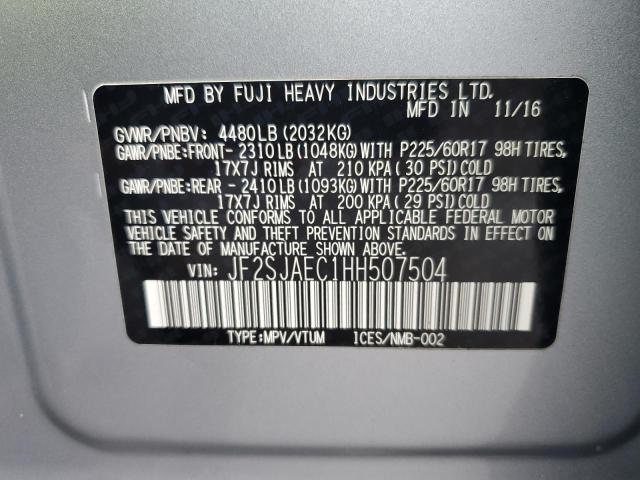 MFD BY FUJI HEAVY INDUSTRIES LTD.
MFD IN 11/16
GVWR/PNBV: 4480LB (2032KG)
GAWR/PNBE:FRONT- 2310LB (1048KG) WITH P225/60R17 98H TIRES,
17X7J RIMS AT 210 KPA ( 30 PSI) COLD
GAWR/PNBE:REAR - 2410LB (1093KG) WITH P225/60R17 98H TIRES,
17X7J RIMS AT 200 KPA ( 29 PSI) COLD
THIS VEHICLE CONFORMS TO ALL APPLICABLE FEDERAL MOTOR
VEHICLE SAFETY AND THEFT PREVENTION STANDARDS IN EFFECT
ON THE DATE OF MANUFACTURE SHOWN ABOVE.
VIN: JF2SJAEC1HH507504
TYPE:MPV/VTUM ICES/NMB-002